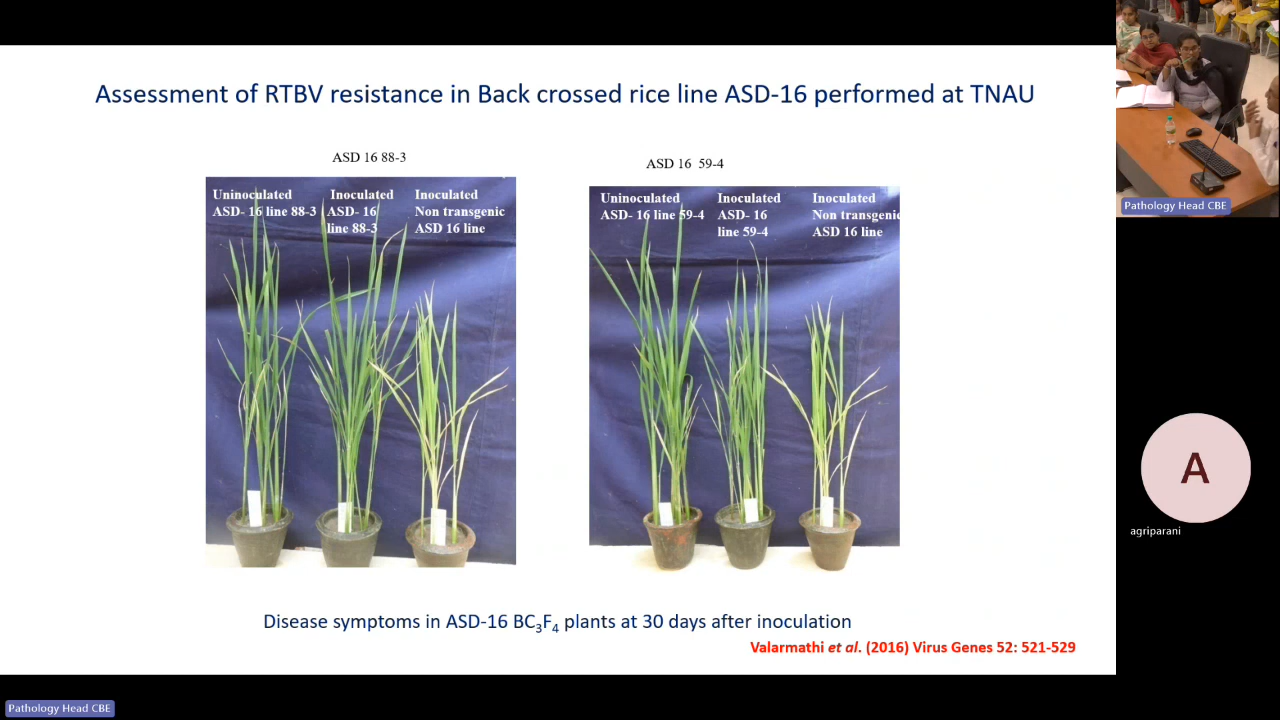 Assessment of RTBV resistance in Back crossed rice line ASD-16 performed at TNAU
ASD 16 88-3
Uninoculated
ASD- 16 line 88-3
Inoculated
ASD- 16
line 88-3
Inoculated
Non transgenic
ASD 16 line
ASD 16 59-4
Uninoculated
ASD- 16 line 59-4
Inoculated
ASD- 16
line 59-4
Inoculated
Non transgenic
ASD 16 line
Disease symptoms in ASD-16 BC₃F₄ plants at 30 days after inoculation
Valarmathi et al. (2016) Virus Genes 52: 521-529
Pathology Head CBE
A
agriparani
Pathology Head CBE